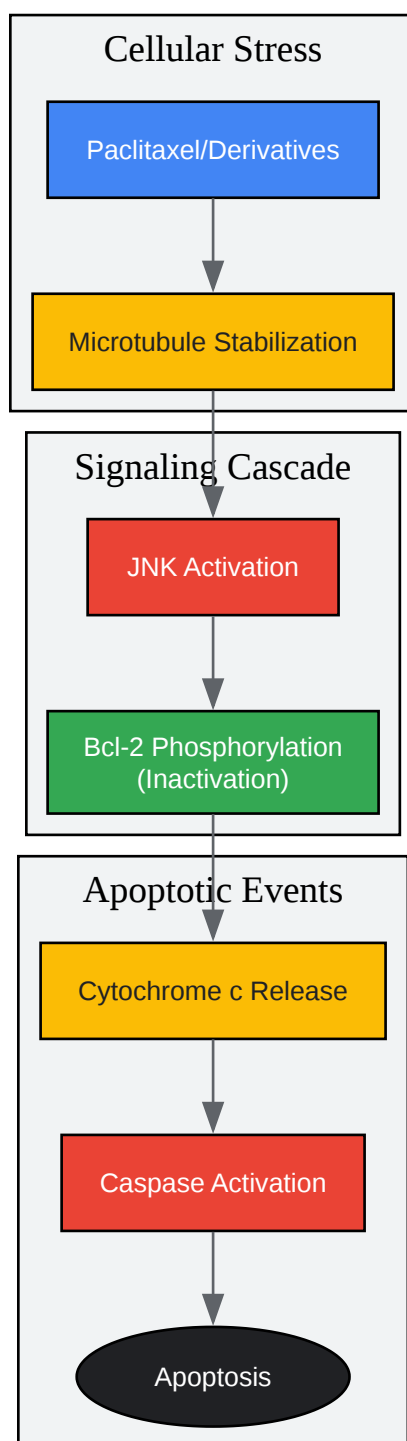 Cellular Stress
Paclitaxel/Derivatives
Microtubule Stabilization
Signaling Cascade
JNK Activation
Bcl-2 Phosphorylation
(Inactivation)
Apoptotic Events
Cytochrome c Release
Caspase Activation
Apoptosis